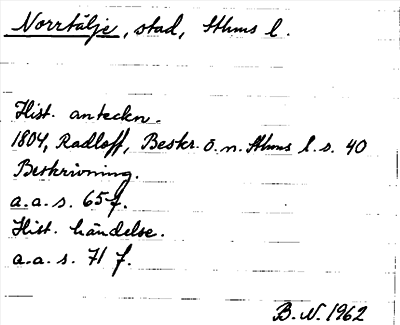 Norrtälje, stad, Sthms l.
Hist. anteckn.
1804, Radloff, Beskr. ö. n. Sthms l. s. 40
Beskrivning.
a.a.s. 65 f.
Hist. händelse.
a.a.s. 71 f.
B.N. 1962